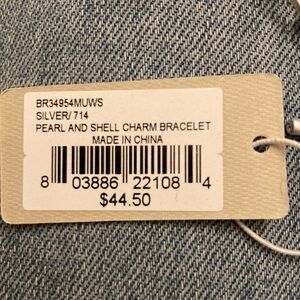 BR34954MUWS
SILVER/ 714
PEARL AND SHELL CHARM BRACELET
MADE IN CHINA
8 03886 22108 4
$44.50